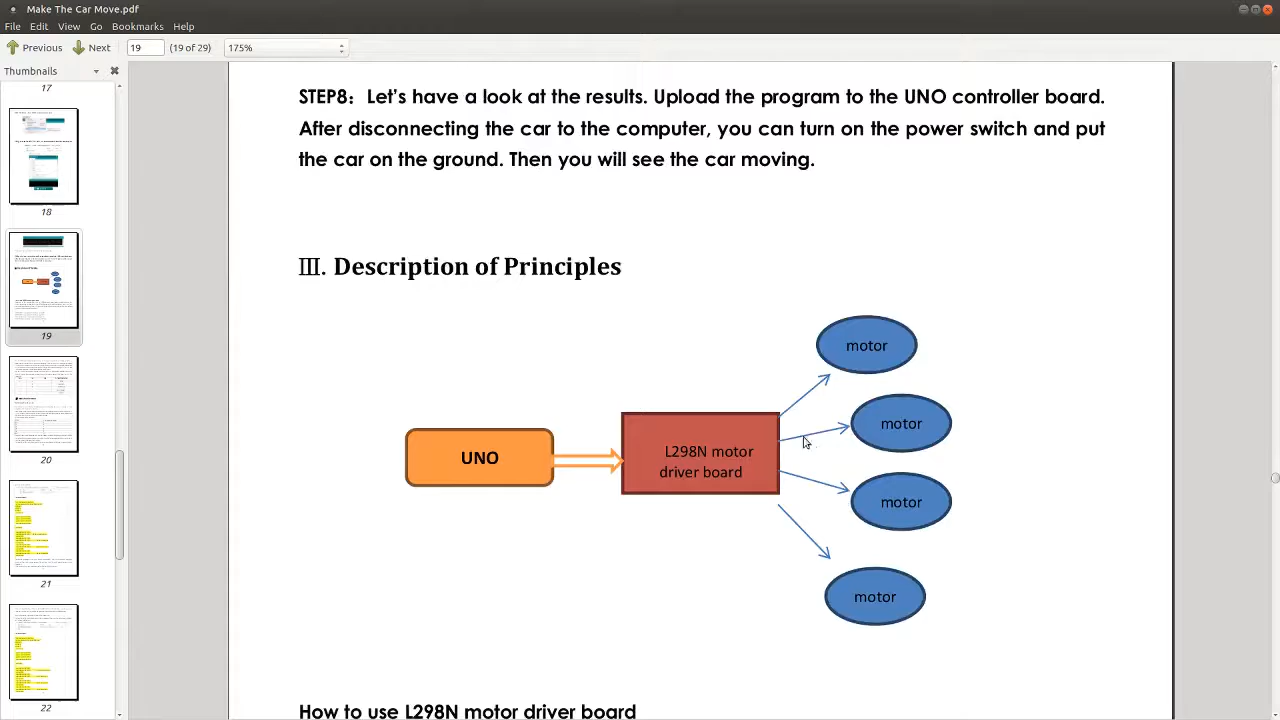 Make The Car Move.pdf
File Edit View Go Bookmarks Help
Previous Next 19 (19 of 29) 175%
Thumbnails
17
18
19
20
21
22
STEP8: Let's have a look at the results. Upload the program to the UNO controller board.
After disconnecting the car to the computer, you can turn on the power switch and put
the car on the ground. Then you will see the car moving.
III. Description of Principles
motor
motor
UNO
L298N motor
driver board
motor
motor
How to use L298N motor driver board